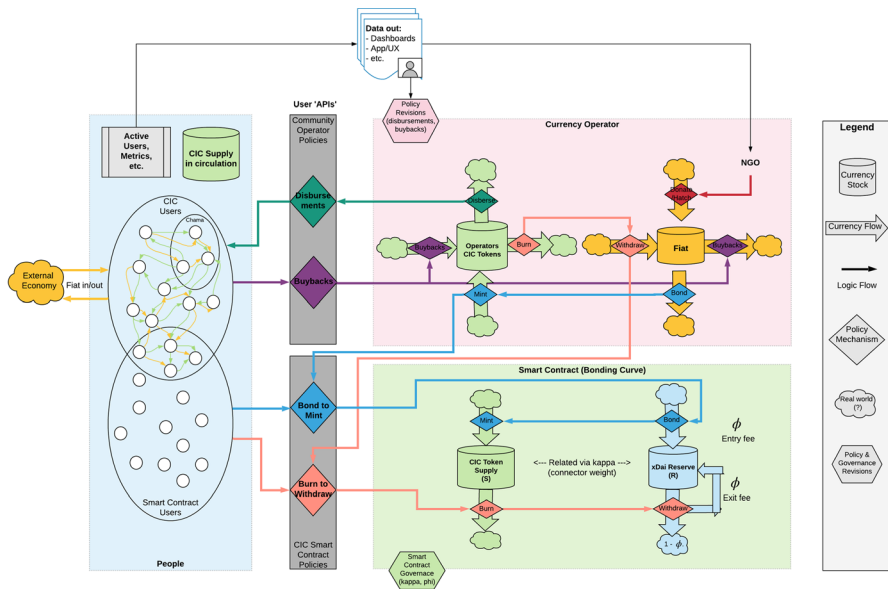 Data out:
- Dashboards
- App/UX
- etc.
User 'APIs'
Community
Operator
Policies
Policy
Revisions
(disbursements,
buybacks)
Currency Operator
Legend
Active
Users,
Metrics,
etc.
CIC Supply
in circulation
NGO
Currency
Stock
CIC
Users
Chama
Disburse
ments
Disburse
Donate
/Hatch
Currency Flow
Buybacks
Operators
CIC Tokens
Burn
Withdraw
Fiat
Buybacks
External
Economy
Fiat in/out
Buybacks
Mint
Bond
Logic Flow
Policy
Mechanism
Smart Contract (Bonding Curve)
Bond to
Mint
Mint
Bond
ϕ
Entry fee
Real world
(?)
CIC Token
Supply
(S)
<--- Related via kappa --->
(connector weight)
xDai Reserve
(R)
ϕ
Exit fee
Policy &
Governance
Revisions
Burn to
Withdraw
Burn
Withdraw
Smart Contract
Users
1 - ϕ.
CIC Smart
Contract
Policies
People
Smart
Contract
Governace
(kappa, phi)